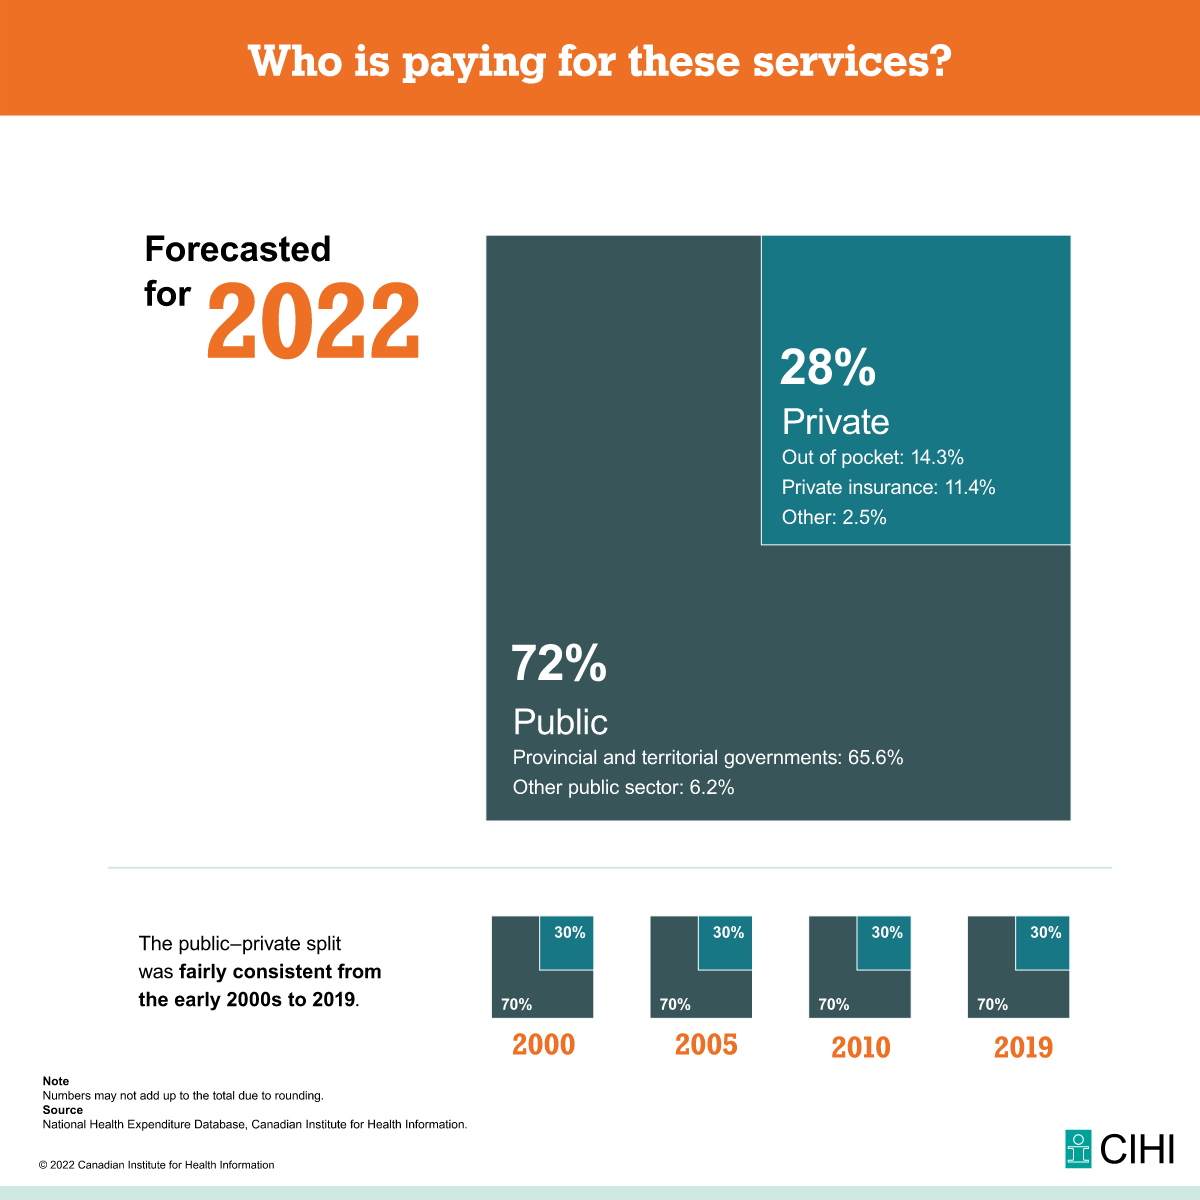 Who is paying for these services?
Forecasted
for 2022
28%
Private
Out of pocket: 14.3%
Private insurance: 11.4%
Other: 2.5%
72%
Public
Provincial and territorial governments: 65.6%
Other public sector: 6.2%
The public–private split
was fairly consistent from
the early 2000s to 2019.
30%
70%
2000
30%
70%
2005
30%
70%
2010
30%
70%
2019
Note
Numbers may not add up to the total due to rounding.
Source
National Health Expenditure Database, Canadian Institute for Health Information.
© 2022 Canadian Institute for Health Information
CIHI